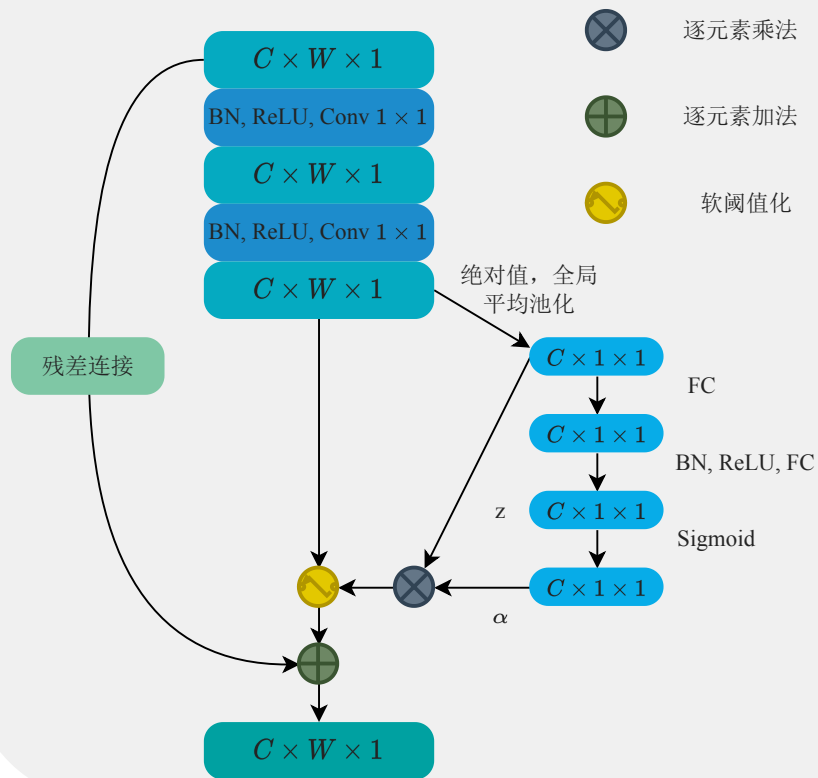 C × W × 1
BN, ReLU, Conv 1 × 1
C × W × 1
BN, ReLU, Conv 1 × 1
C × W × 1
残差连接
绝对值，全局
平均池化
C × 1 × 1
FC
C × 1 × 1
BN, ReLU, FC
z
C × 1 × 1
Sigmoid
C × 1 × 1
α
C × W × 1
逐元素乘法
逐元素加法
软阈值化